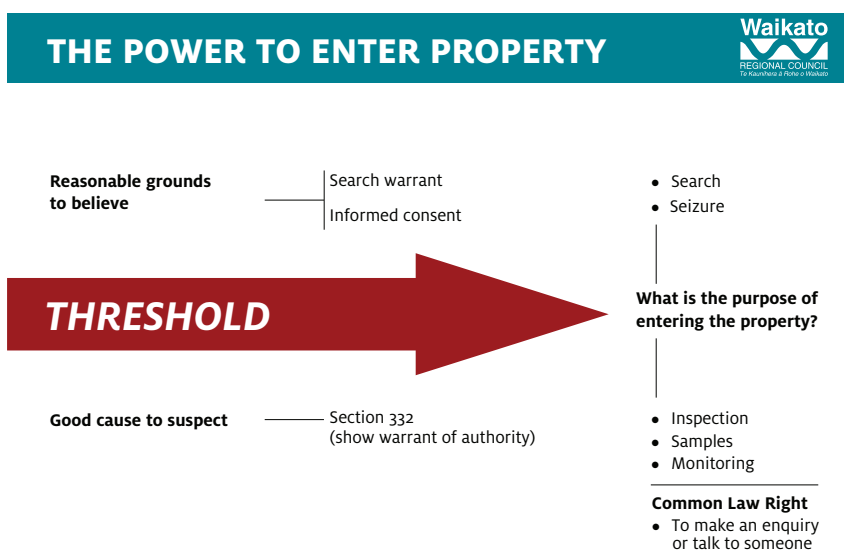 THE POWER TO ENTER PROPERTY
Waikato
REGIONAL COUNCIL
Te Kaunihera ā Rohe o Waikato
Reasonable grounds
to believe
Search warrant
Informed consent
• Search
• Seizure
THRESHOLD
What is the purpose of
entering the property?
Good cause to suspect
Section 332
(show warrant of authority)
• Inspection
• Samples
• Monitoring
Common Law Right
• To make an enquiry
or talk to someone